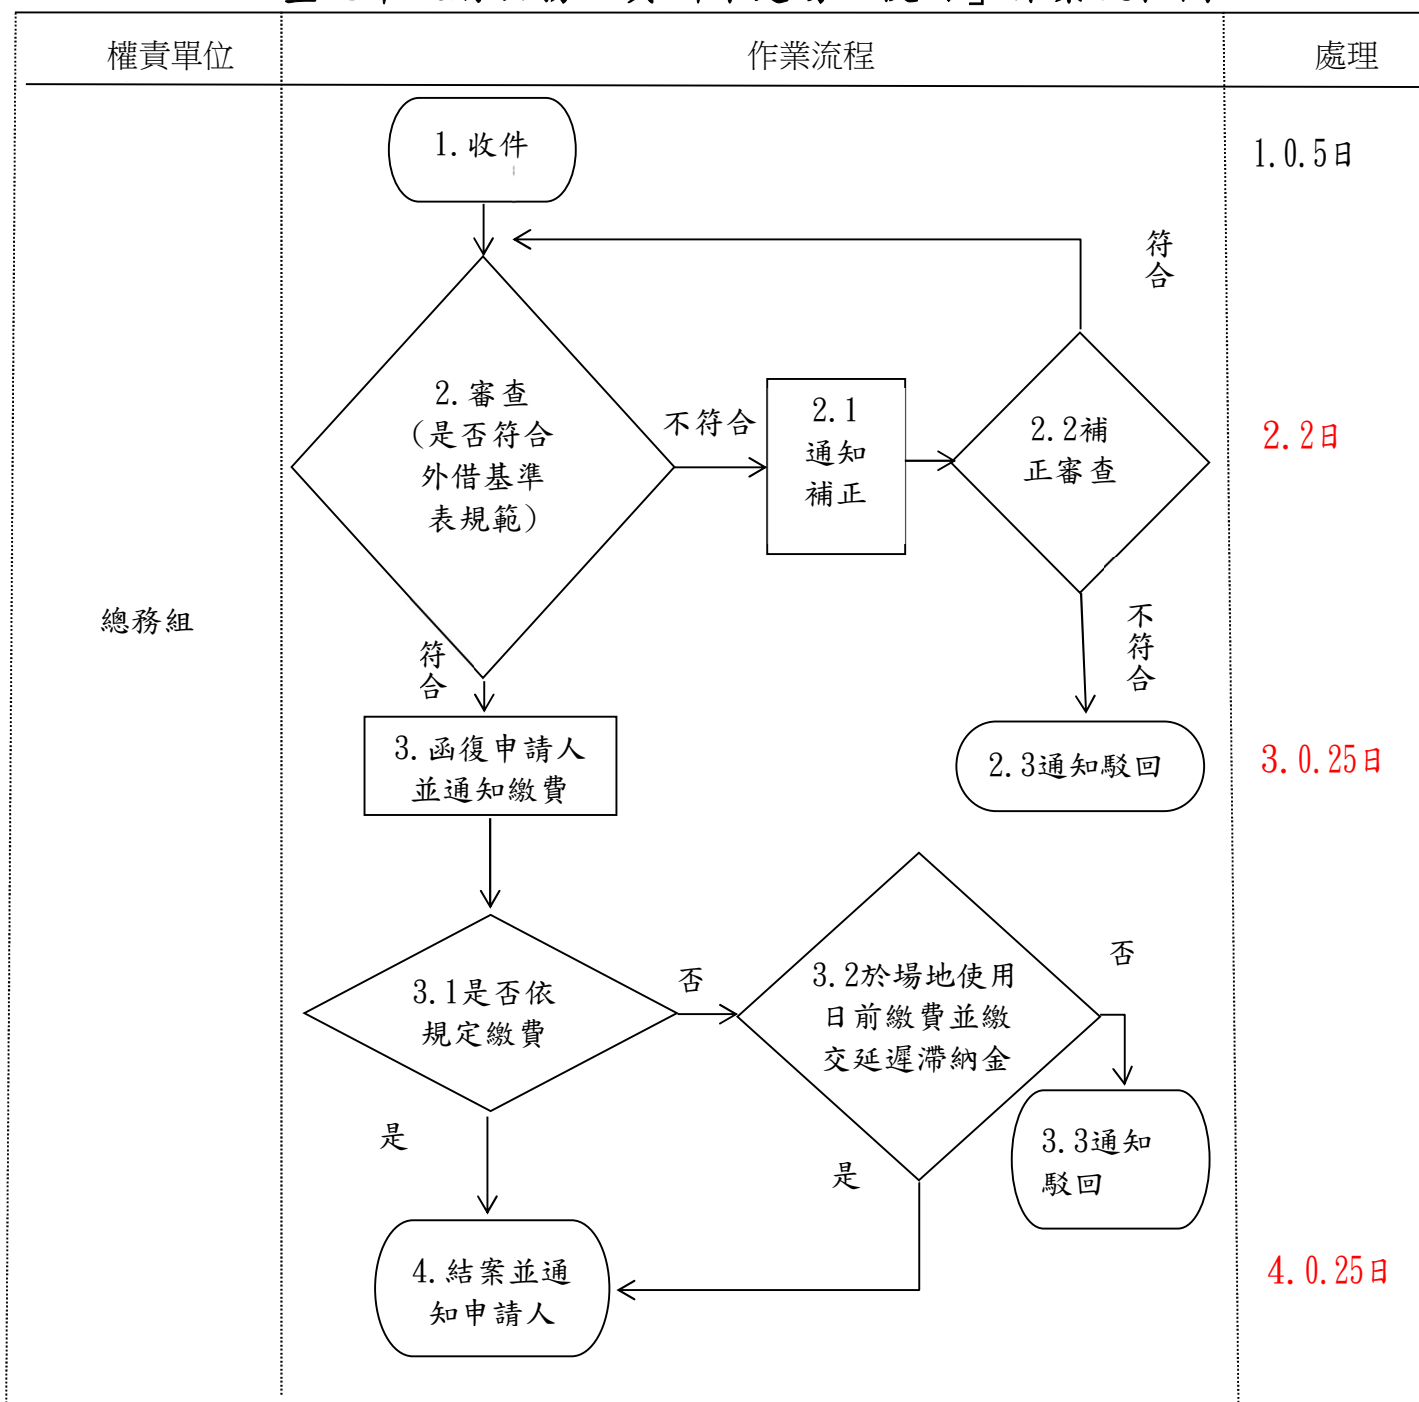 權責單位
作業流程
處理
1.收件
1.0.5日
符合
2.審查
(是否符合
外借基準
表規範)
不符合
2.1
通知
補正
2.2補
正審查
2.2日
總務組
符合
不符合
3.函復申請人
並通知繳費
2.3通知駁回
3.0.25日
3.1是否依
規定繳費
否
3.2於場地使用
日前繳費並繳
交延遲滯納金
否
是
是
3.3通知
駁回
4.結案並通
知申請人
4.0.25日